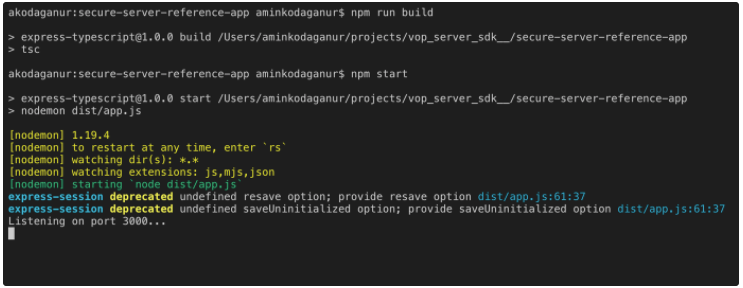 akodaganur:secure-server-reference-app aminkodaganur$ npm run build
> express-typescript@1.0.0 build /Users/aminkodaganur/projects/vop_server_sdk__/secure-server-reference-app
> tsc
akodaganur:secure-server-reference-app aminkodaganur$ npm start
> express-typescript@1.0.0 start /Users/aminkodaganur/projects/vop_server_sdk__/secure-server-reference-app
> nodemon dist/app.js
[nodemon] 1.19.4
[nodemon] to restart at any time, enter `rs`
[nodemon] watching dir(s): *.*
[nodemon] watching extensions: js,mjs,json
[nodemon] starting `node dist/app.js`
express-session deprecated undefined resave option; provide resave option dist/app.js:61:37
express-session deprecated undefined saveUninitialized option; provide saveUninitialized option dist/app.js:61:37
Listening on port 3000...